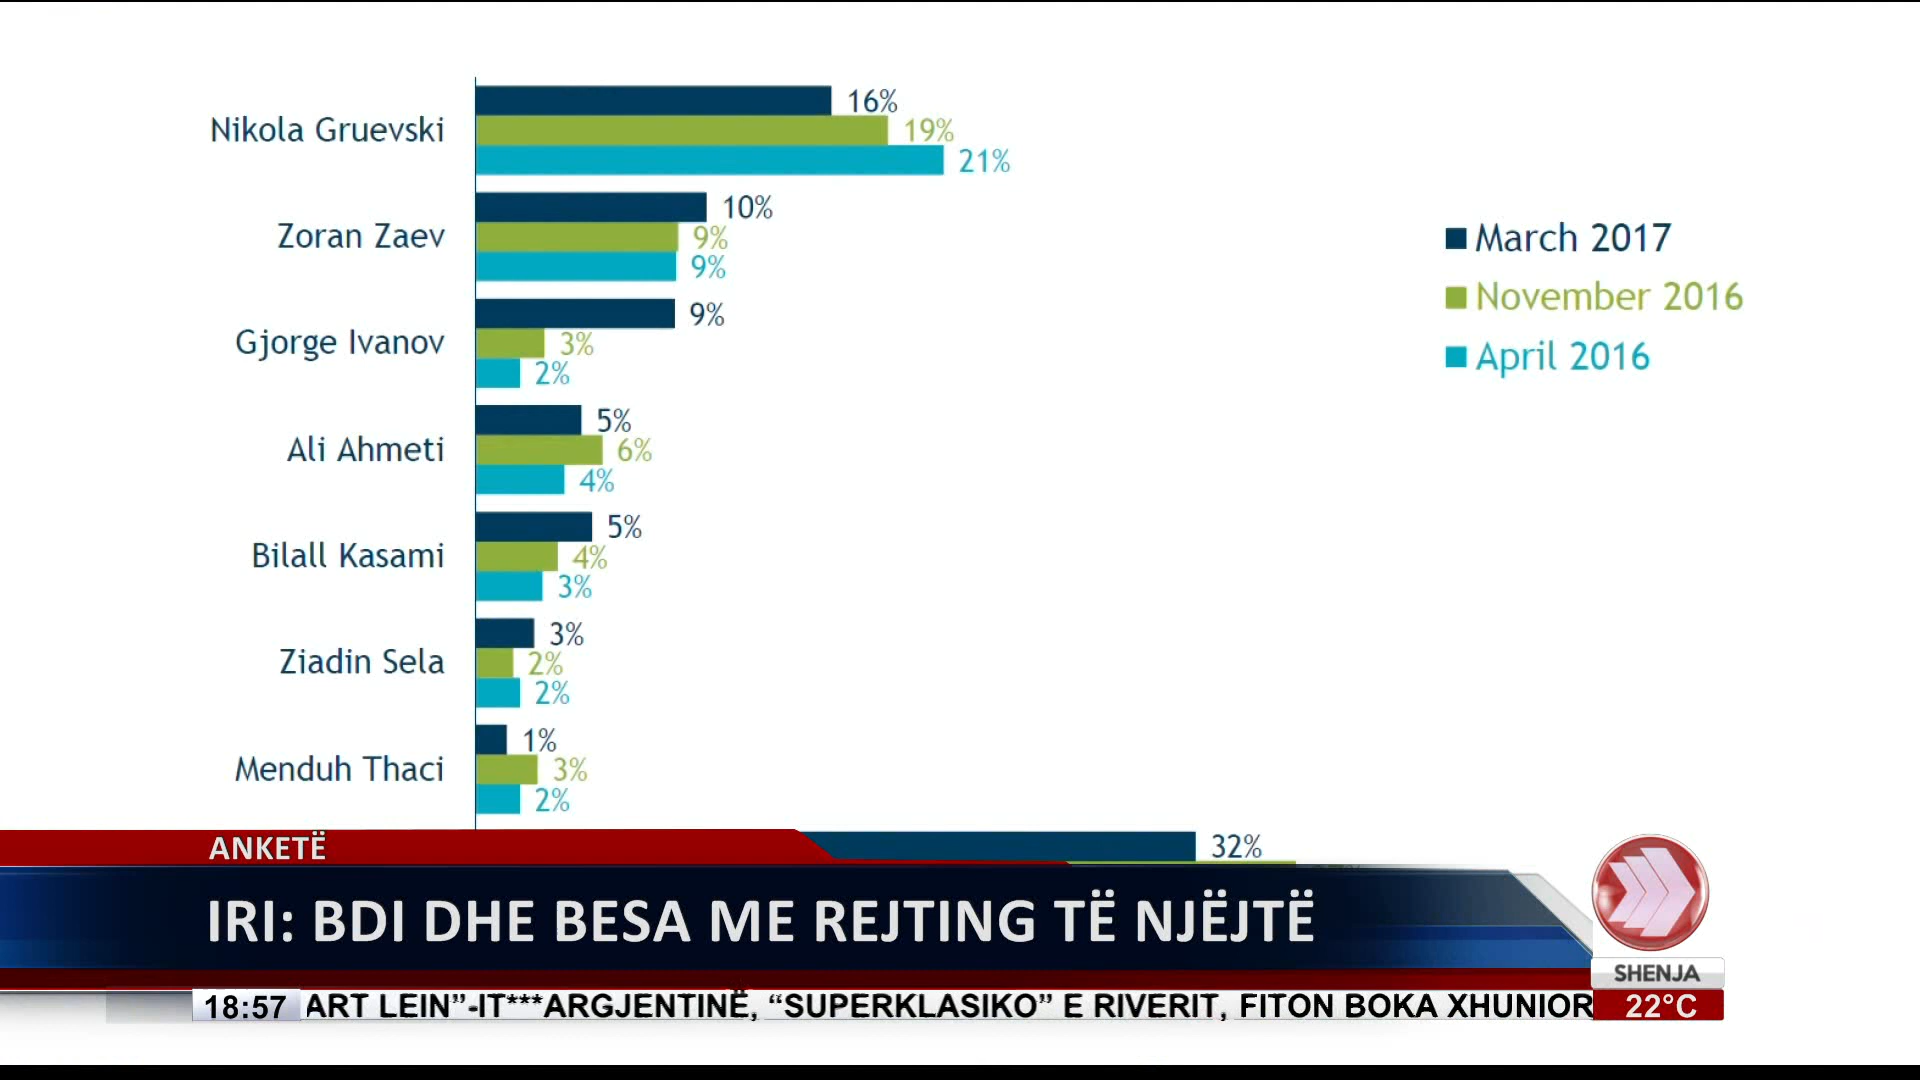 16%
Nikola Gruevski
19%
21%
10%
Zoran Zaev
9%
9%
9%
Gjorge Ivanov
3%
2%
5%
Ali Ahmeti
6%
4%
5%
Bilall Kasami
4%
3%
3%
Ziadin Sela
2%
2%
1%
Menduh Thaci
3%
2%
32%
March 2017
November 2016
April 2016
ANKETË
IRI: BDI DHE BESA ME REJTING TË NJËJTË
SHENJA
18:57 ART LEIN”-IT***ARGJENTINË, “SUPERKLASIKO” E RIVERIT, FITON BOKA XHUNIOR
22°C